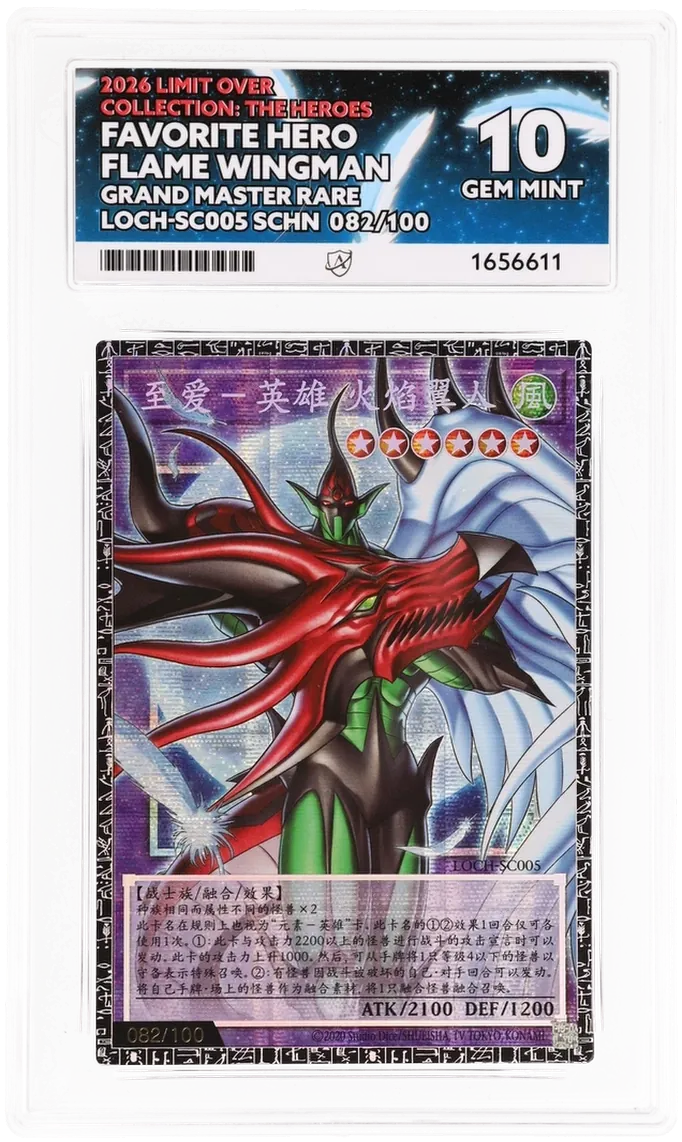 2026 LIMIT OVER
COLLECTION: THE HEROES
FAVORITE HERO
FLAME WINGMAN
GRAND MASTER RARE
LOCH-SC005 SCHN 082/100
10
GEM MINT
1656611
至爱－英雄 火焰翼人
風
LOCH-SC005
【战士族/融合/效果】
种族相同而属性不同的怪兽×2
此卡名在规则上也视为“元素－英雄”卡。此卡名的①②效果1回合仅可各
使用1次。①:此卡与攻击力2200以上的怪兽进行战斗的攻击宣言时可以
发动。此卡的攻击力上升1000。然后,可从手牌将1只等级4以下的怪兽以
守备表示特殊召唤。②:有怪兽因战斗被破坏的自己·对手回合可以发动。
将自己手牌·场上的怪兽作为融合素材,将1只融合怪兽融合召唤。
ATK/2100 DEF/1200
082/100
©2020 Studio Dice/SHUEISHA, TV TOKYO, KONAMI